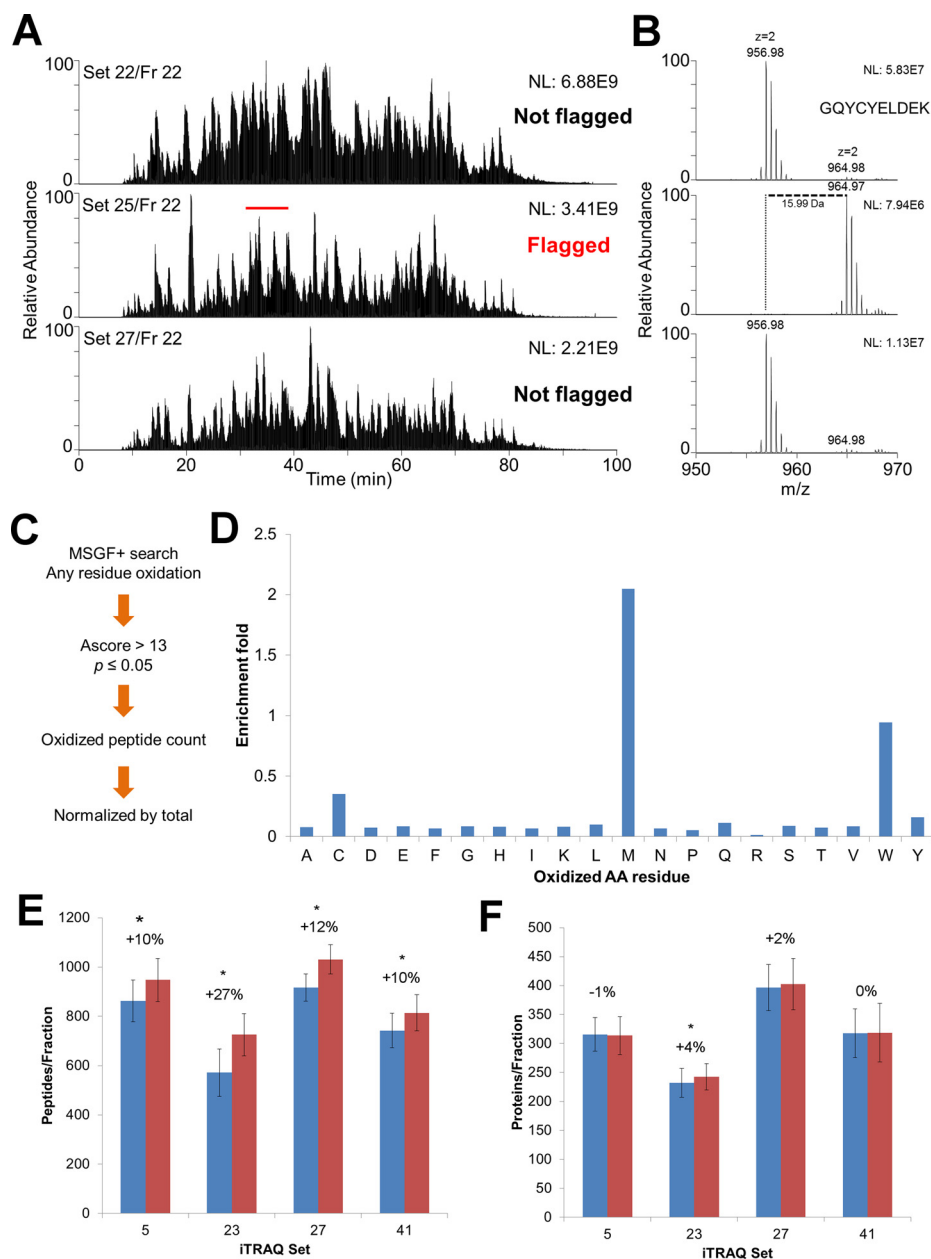 A
Relative Abundance
Set 22/Fr 22
NL: 6.88E9
Not flagged
100
0
Set 25/Fr 22
NL: 3.41E9
Flagged
100
0
Set 27/Fr 22
NL: 2.21E9
Not flagged
100
0
0 20 40 60 80 100
Time (min)
B
Relative Abundance
100
0
z=2
956.98
NL: 5.83E7
GQYCYELDEK
z=2
964.98
964.97
100
0
15.99 Da
NL: 7.94E6
956.98
100
0
NL: 1.13E7
964.98
950 960 970
m/z
C
MSGF+ search
Any residue oxidation
Ascore > 13
p ≤ 0.05
Oxidized peptide count
Normalized by total
D
Enrichment fold
2.5
2
1.5
1
0.5
0
A C D E F G H I K L M N P Q R S T V W Y
Oxidized AA residue
E
Peptides/Fraction
1200
1000
800
600
400
200
0
*
+10%
*
+27%
*
+12%
*
+10%
5 23 27 41
iTRAQ Set
F
Proteins/Fraction
500
450
400
350
300
250
200
150
100
50
0
-1%
*
+4%
+2%
0%
5 23 27 41
iTRAQ Set